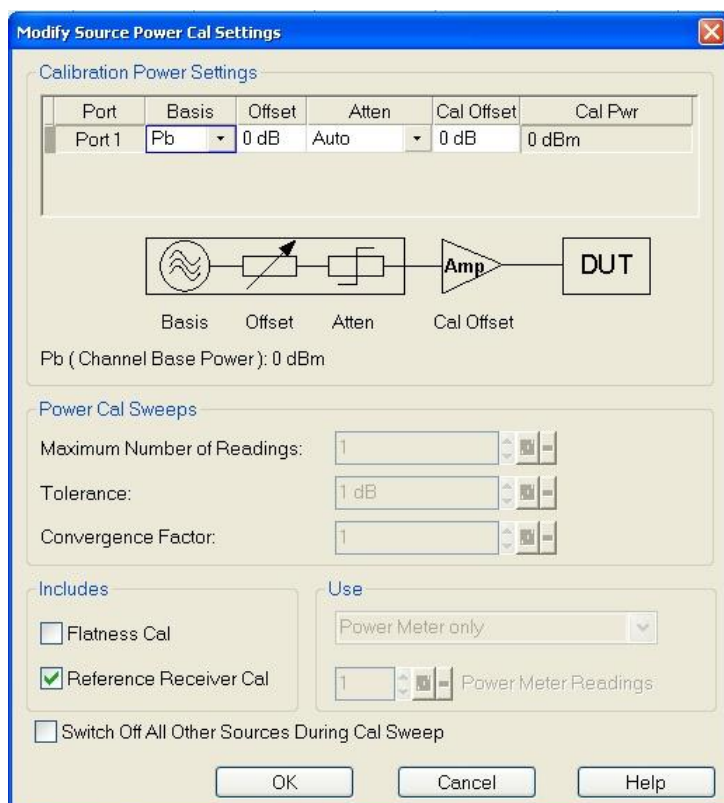 Modify Source Power Cal Settings
Calibration Power Settings
Port Basis Offset Atten Cal Offset Cal Pwr
Port 1 Pb 0 dB Auto 0 dB 0 dBm
Amp DUT
Basis Offset Atten Cal Offset
Pb ( Channel Base Power ): 0 dBm
Power Cal Sweeps
Maximum Number of Readings: 1
Tolerance: 1 dB
Convergence Factor: 1
Includes
Flatness Cal
Reference Receiver Cal
Use
Power Meter only
1 Power Meter Readings
Switch Off All Other Sources During Cal Sweep
OK Cancel Help